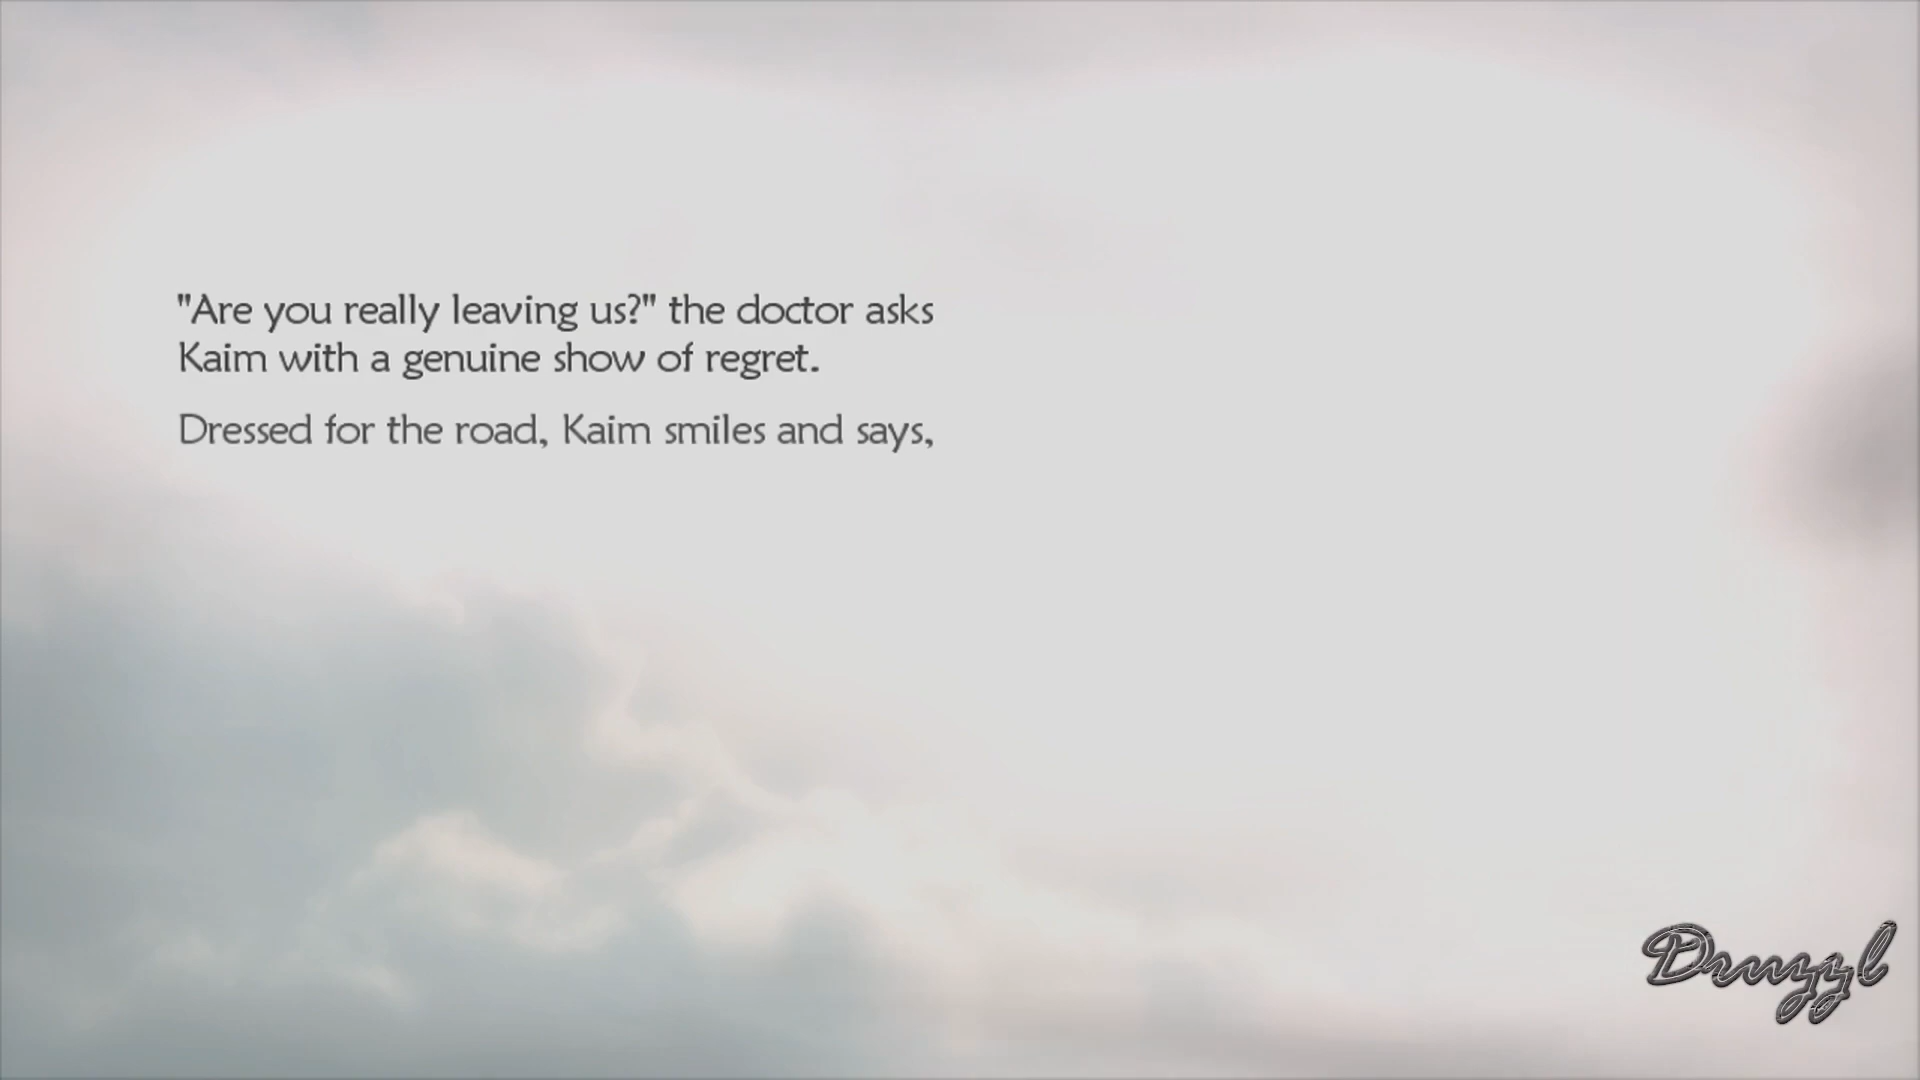 "Are you really leaving us?" the doctor asks
Kaim with a genuine show of regret.
Dressed for the road, Kaim smiles and says,
Druzzl